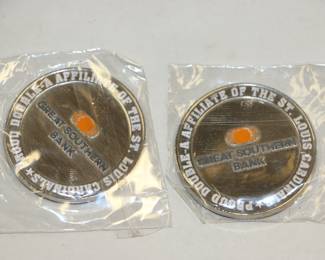 PROUD DOUBLE-A AFFILIATE OF THE ST. LOUIS CARDINALS
GREAT SOUTHERN
BANK
PROUD DOUBLE-A AFFILIATE OF THE ST. LOUIS CARDINALS
GREAT SOUTHERN
BANK